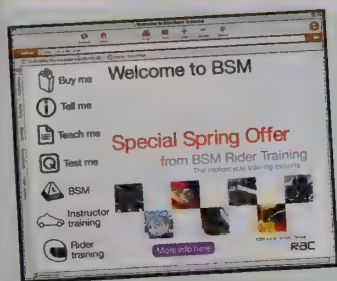 Welcome to BSM
Buy me
Tell me
Teach me
Test me
BSM
Instructor
training
Rider
training
Special Spring Offer
from BSM Rider Training
The motorcycle training experts
More info here
RAC